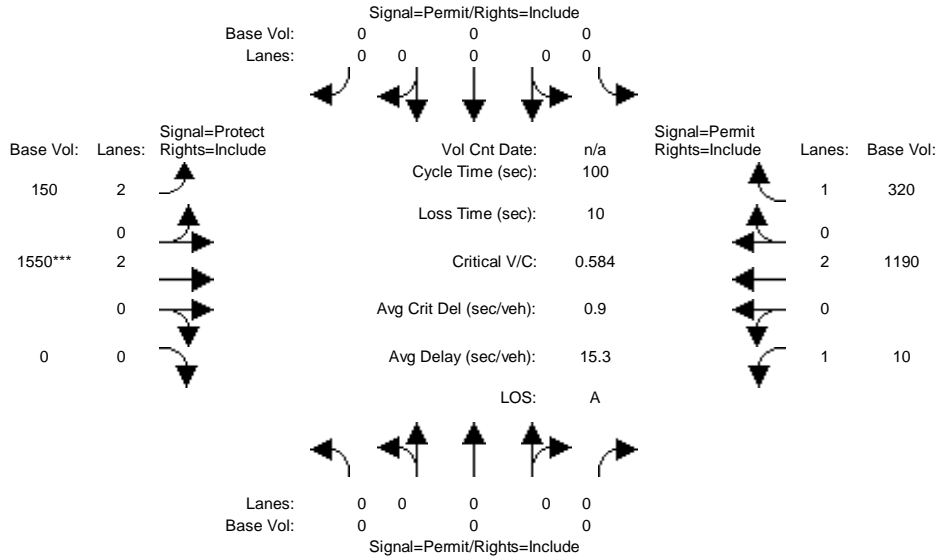 Signal=Permit/Rights=Include
Base Vol: 0 0 0
Lanes: 0 0 0 0 0
Signal=Protect
Rights=Include
Signal=Permit
Rights=Include
Base Vol: Lanes:
Vol Cnt Date: n/a
Lanes: Base Vol:
Cycle Time (sec): 100
150 2
1 320
Loss Time (sec): 10
0
0
1550*** 2
Critical V/C: 0.584
2 1190
0
Avg Crit Del (sec/veh): 0.9
0
0 0
Avg Delay (sec/veh): 15.3
1 10
LOS: A
Lanes: 0 0 0 0 0
Base Vol: 0 0 0
Signal=Permit/Rights=Include